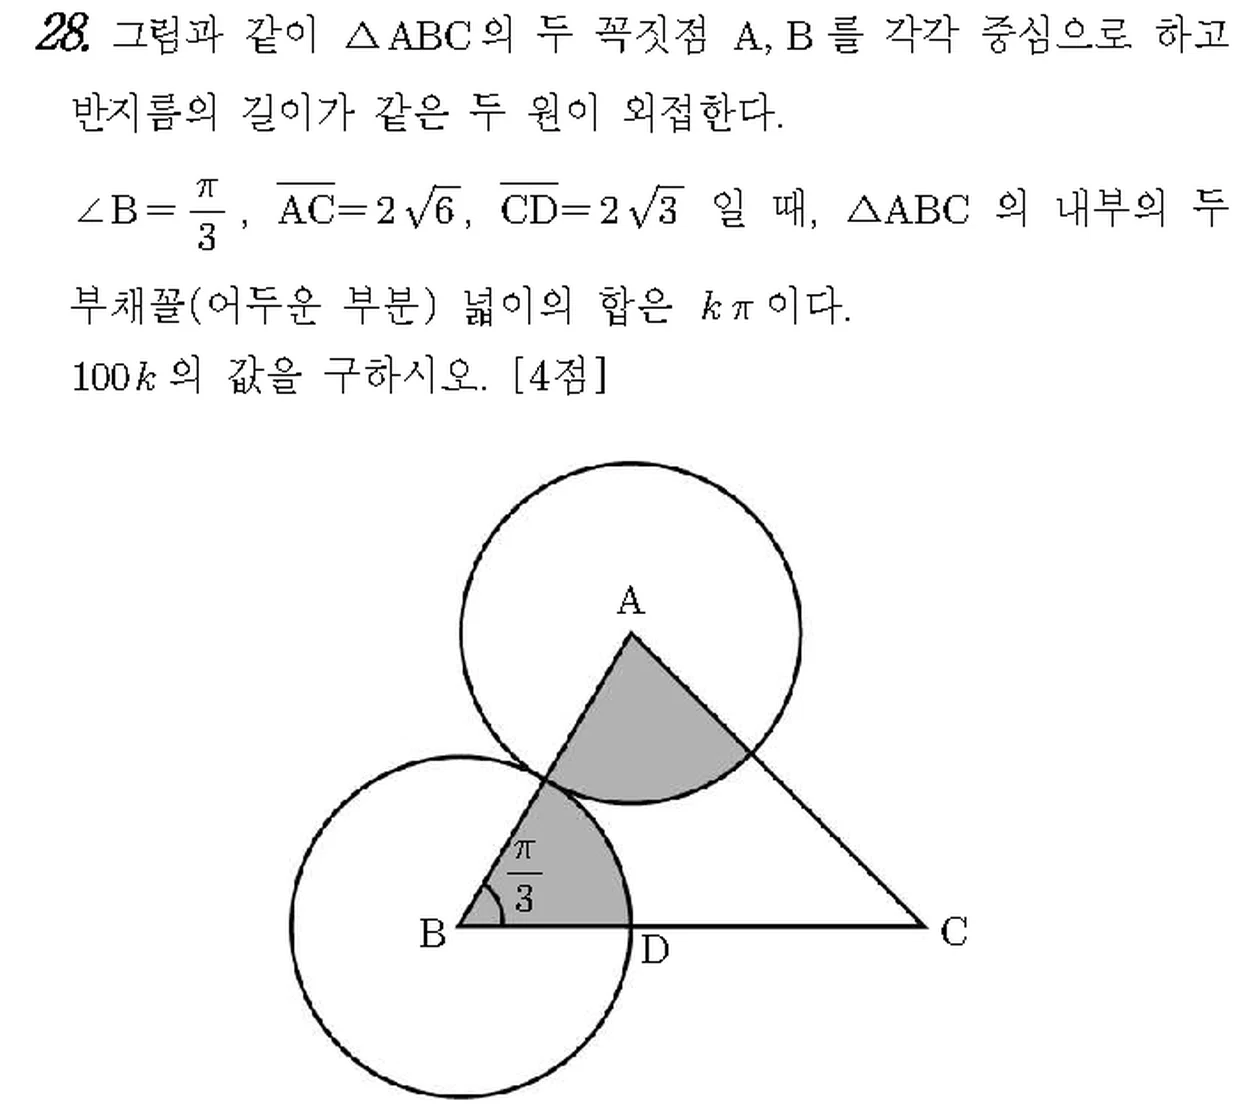 28. 그림과 같이 △ABC의 두 꼭짓점 A, B를 각각 중심으로 하고
반지름의 길이가 같은 두 원이 외접한다.
∠B=π/3, \overline{AC}=2√6, \overline{CD}=2√3 일 때, △ABC 의 내부의 두
부채꼴(어두운 부분) 넓이의 합은 kπ이다.
100k의 값을 구하시오. [4점]
A
π/3
B
D
C